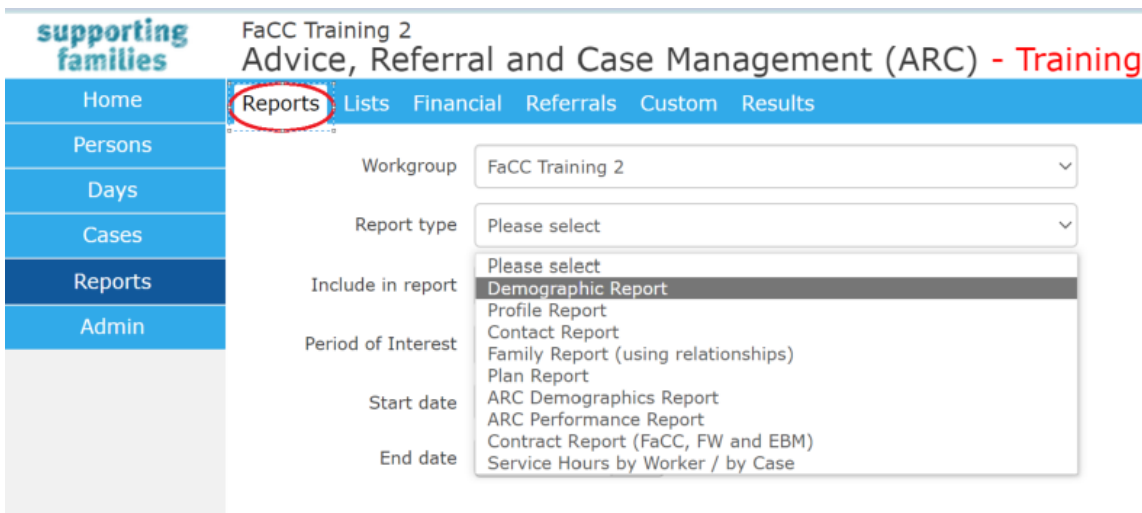 supporting
families
FaCC Training 2
Advice, Referral and Case Management (ARC) - Training
Home
Persons
Days
Cases
Reports
Admin
Reports Lists Financial Referrals Custom Results
Workgroup FaCC Training 2
Report type Please select
Please select
Include in report Demographic Report
Profile Report
Contact Report
Period of Interest
Family Report (using relationships)
Plan Report
Start date ARC Demographics Report
ARC Performance Report
Contract Report (FaCC, FW and EBM)
End date Service Hours by Worker / by Case